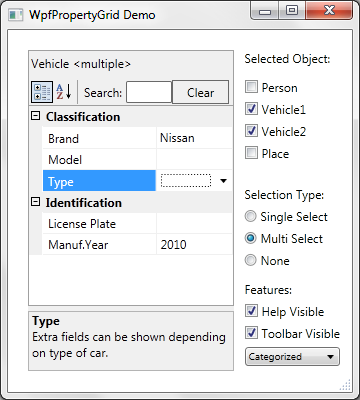 WpfPropertyGrid Demo
Vehicle <multiple>
Search:
Clear
Classification
Brand Nissan
Model
Type
Identification
License Plate
Manuf.Year 2010
Type
Extra fields can be shown depending
on type of car.
Selected Object:
Person
Vehicle1
Vehicle2
Place
Selection Type:
Single Select
Multi Select
None
Features:
Help Visible
Toolbar Visible
Categorized